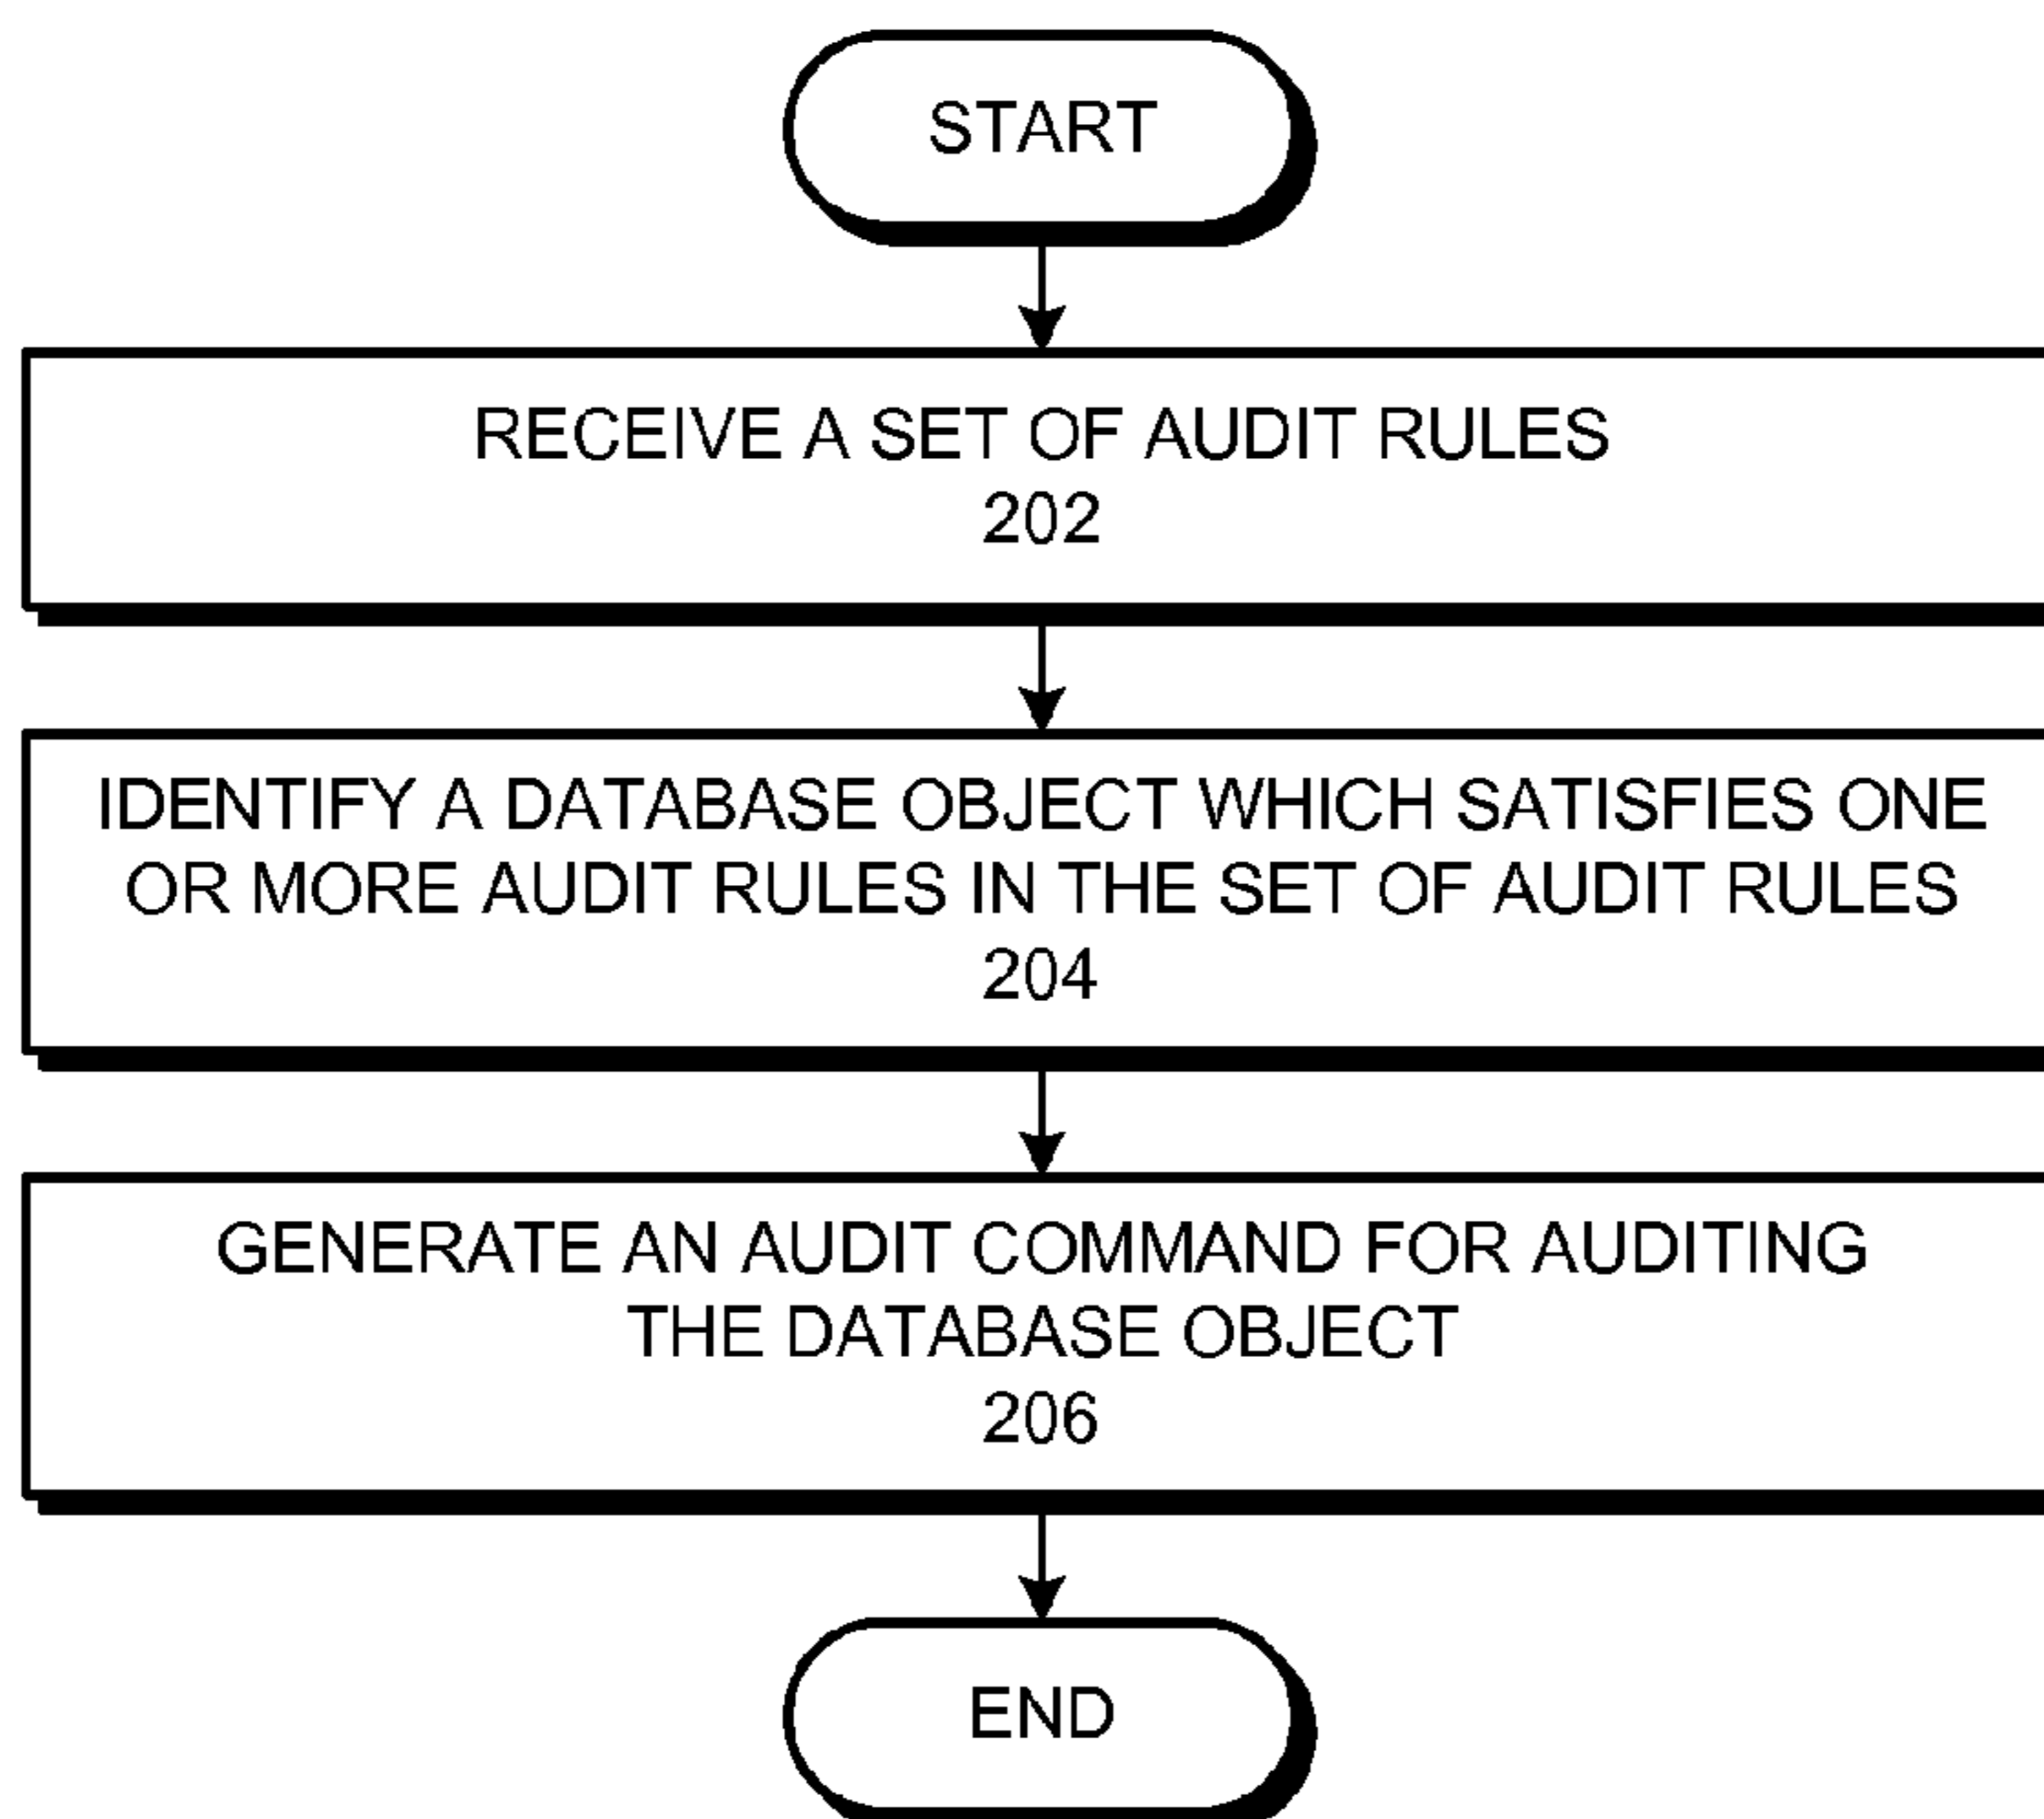 START
RECEIVE A SET OF AUDIT RULES
202
IDENTIFY A DATABASE OBJECT WHICH SATISFIES ONE
OR MORE AUDIT RULES IN THE SET OF AUDIT RULES
204
GENERATE AN AUDIT COMMAND FOR AUDITING
THE DATABASE OBJECT
206
END